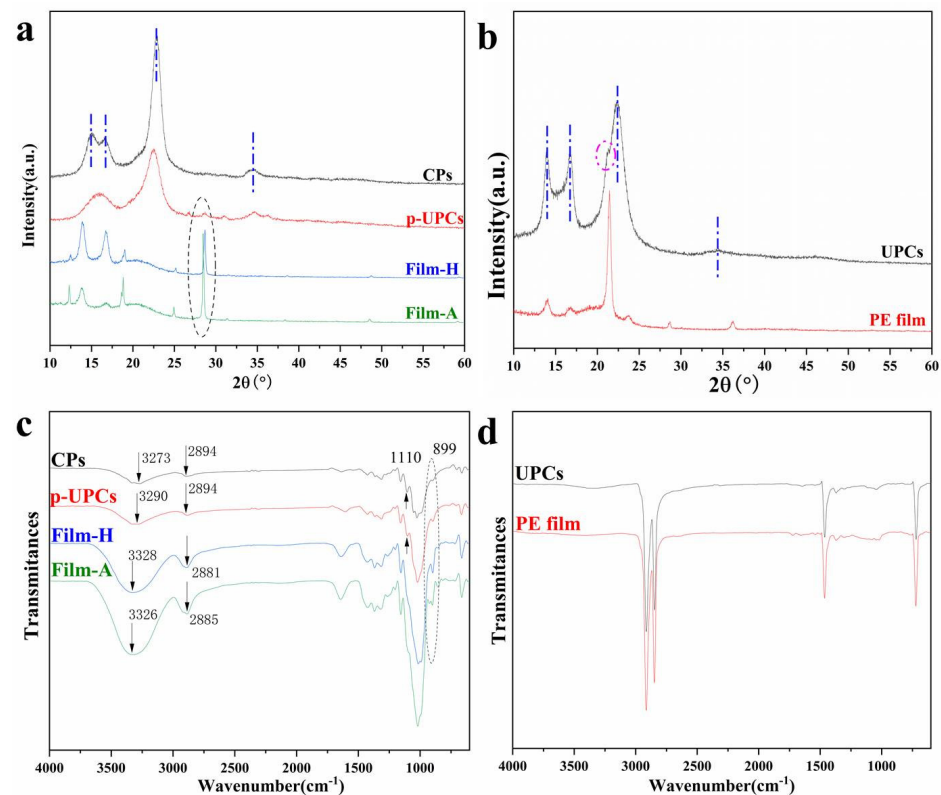 a
Intensity(a.u.)
CPs
p-UPCs
Film-H
Film-A
10 15 20 25 30 35 40 45 50 55 60
2θ(°)
b
Intensity(a.u.)
UPCs
PE film
10 15 20 25 30 35 40 45 50 55 60
2θ(°)
c
Transmitances
CPs
p-UPCs
Film-H
Film-A
3273
2894
3290
2894
3328
2881
3326
2885
1110
899
4000 3500 3000 2500 2000 1500 1000
Wavenumber(cm-1)
d
Transmitances
UPCs
PE film
4000 3500 3000 2500 2000 1500 1000
Wavenumber(cm-1)